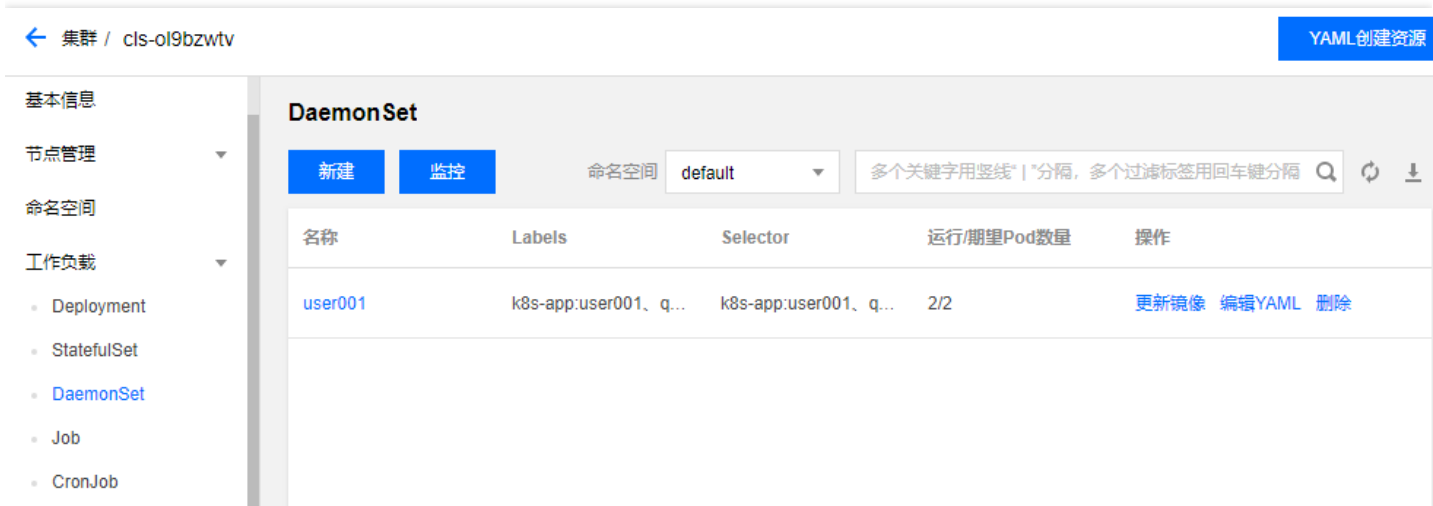 集群 / cls-ol9bzwtv
YAML创建资源
基本信息
节点管理
命名空间
工作负载
Deployment
StatefulSet
DaemonSet
Job
CronJob
DaemonSet
新建 监控 命名空间 default 多个关键字用竖线“|”分隔，多个过滤标签用回车键分隔
名称 Labels Selector 运行/期望Pod数量 操作
user001 k8s-app:user001、q... k8s-app:user001、q... 2/2 更新镜像 编辑YAML 删除